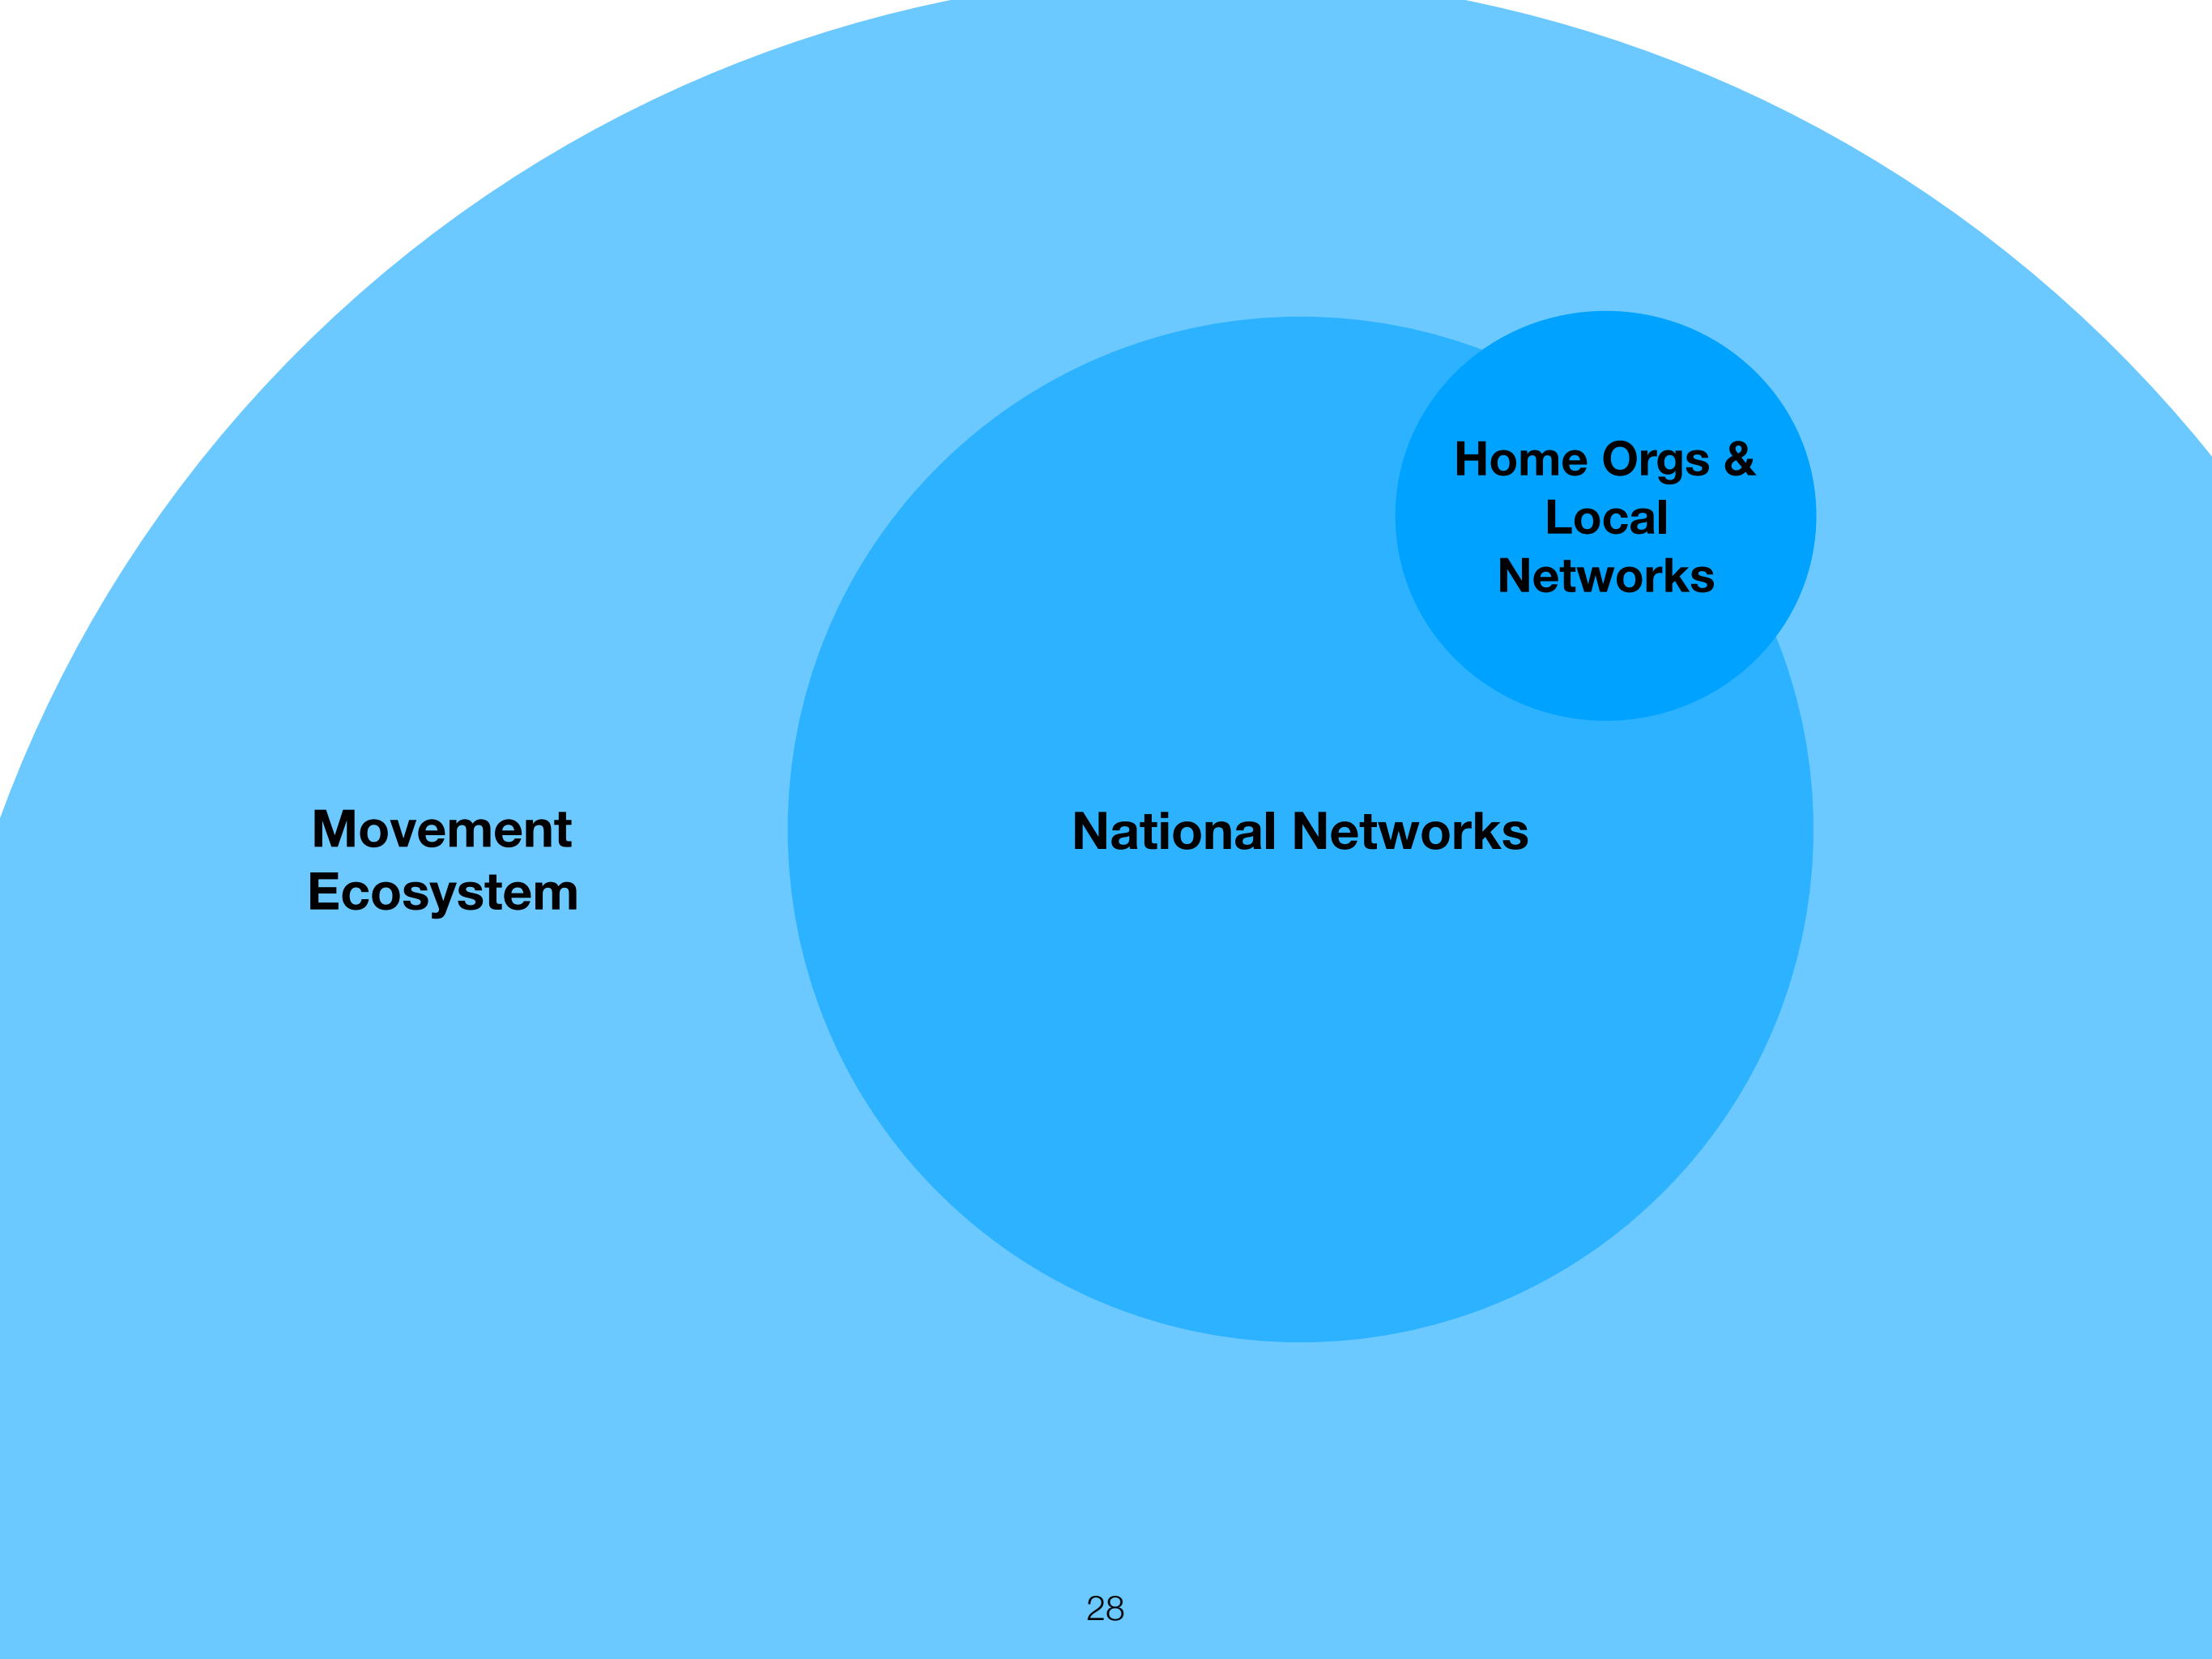 Home Orgs &
Local
Networks
Movement
Ecosystem
National Networks
28